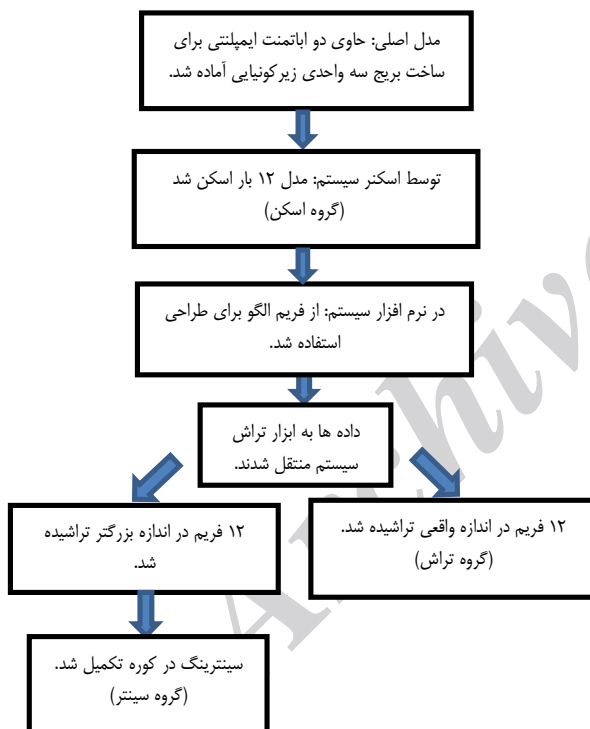 مدل اصلی: حاوی دو اباتمنت ایمپلنتی برای
ساخت بریج سه واحدی زیرکونیایی آماده شد.
توسط اسکنر سیستم: مدل ۱۲ بار اسکن شد
(گروه اسکن)
در نرم افزار سیستم: از فریم الگو برای طراحی
استفاده شد.
داده ها به ابزار تراش
سیستم منتقل شدند.
۱۲ فریم در اندازه واقعی تراشیده شد.
(گروه تراش)
۱۲ فریم در اندازه بزرگتر تراشیده
شد.
سینترینگ در کوره تکمیل شد.
(گروه سینتر)
Archive